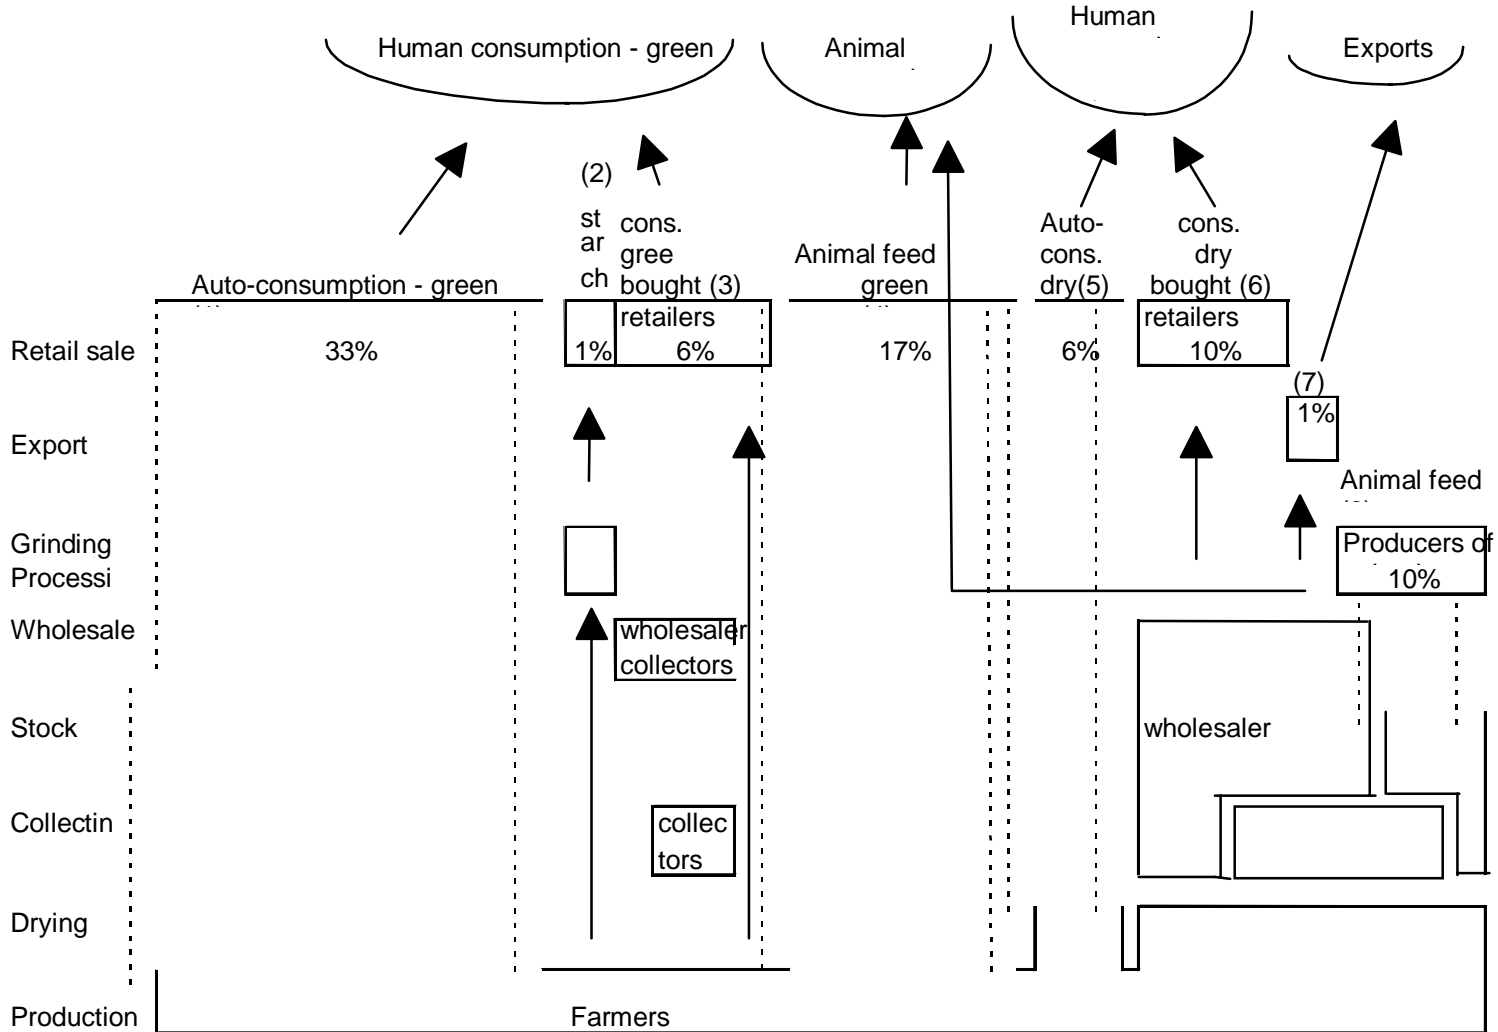 Human
Human consumption - green
Animal
Exports
(2)
st
ar
ch
cons.
gree
bought (3)
Animal feed
green
Auto-
cons.
dry(5)
cons.
dry
bought (6)
Auto-consumption - green
retailers
retailers
Retail sale
33%
1%
6%
17%
6%
10%
(7)
1%
Export
Animal feed
Grinding
Processi
Producers of
10%
Wholesale
wholesaler
collectors
Stock
wholesaler
Collectin
collec
tors
Drying
Production
Farmers